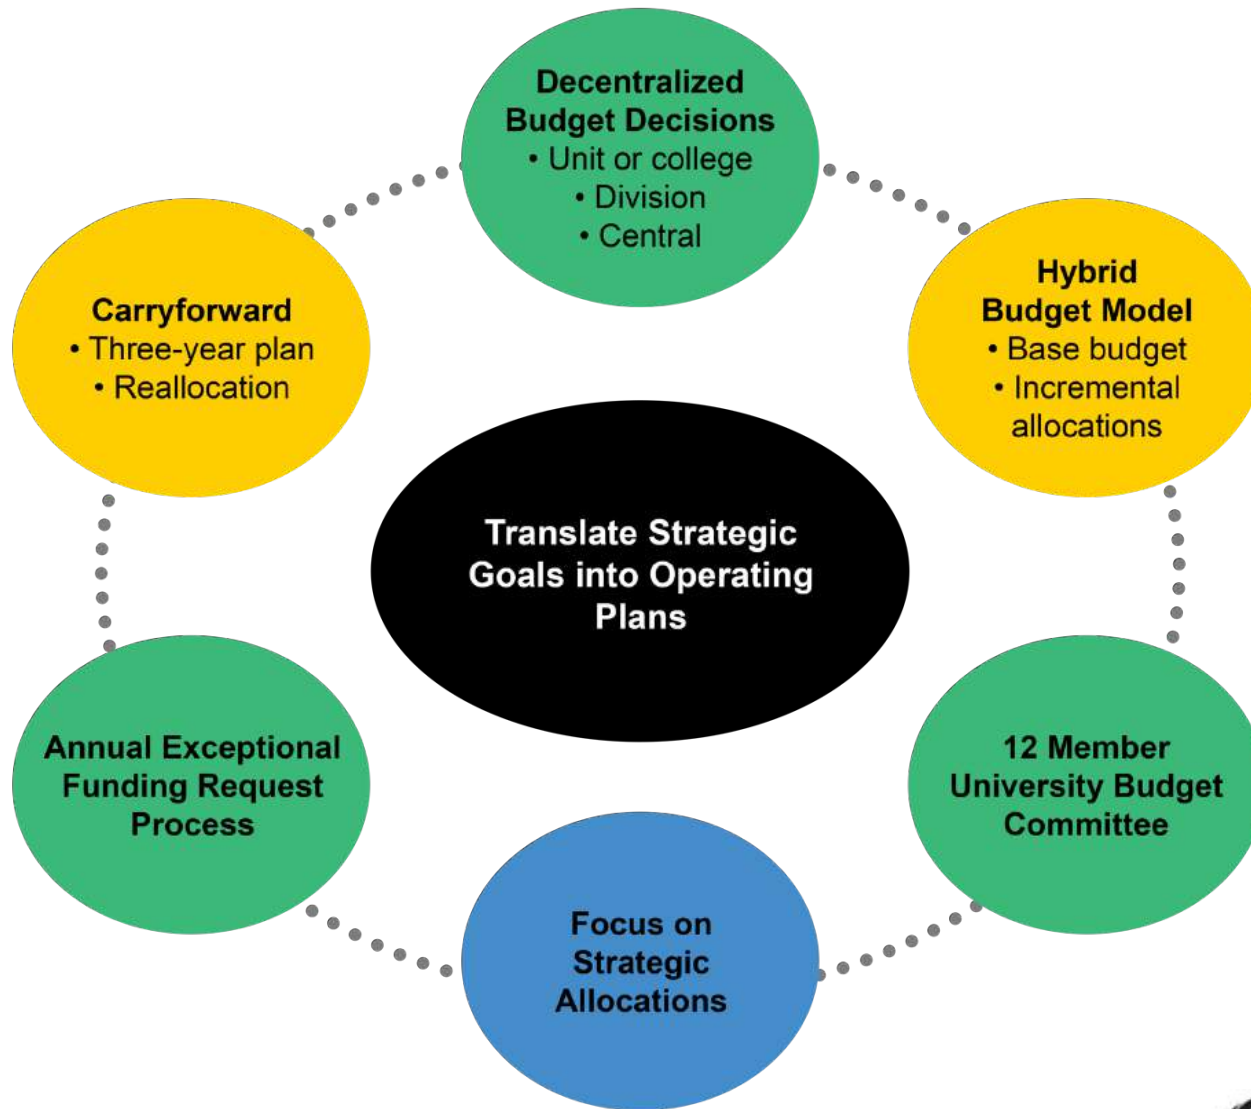 Decentralized
Budget Decisions
• Unit or college
• Division
• Central
Hybrid
Budget Model
• Base budget
• Incremental
allocations
12 Member
University Budget
Committee
Focus on
Strategic
Allocations
Annual Exceptional
Funding Request
Process
Carryforward
• Three-year plan
• Reallocation
Translate Strategic
Goals into Operating
Plans